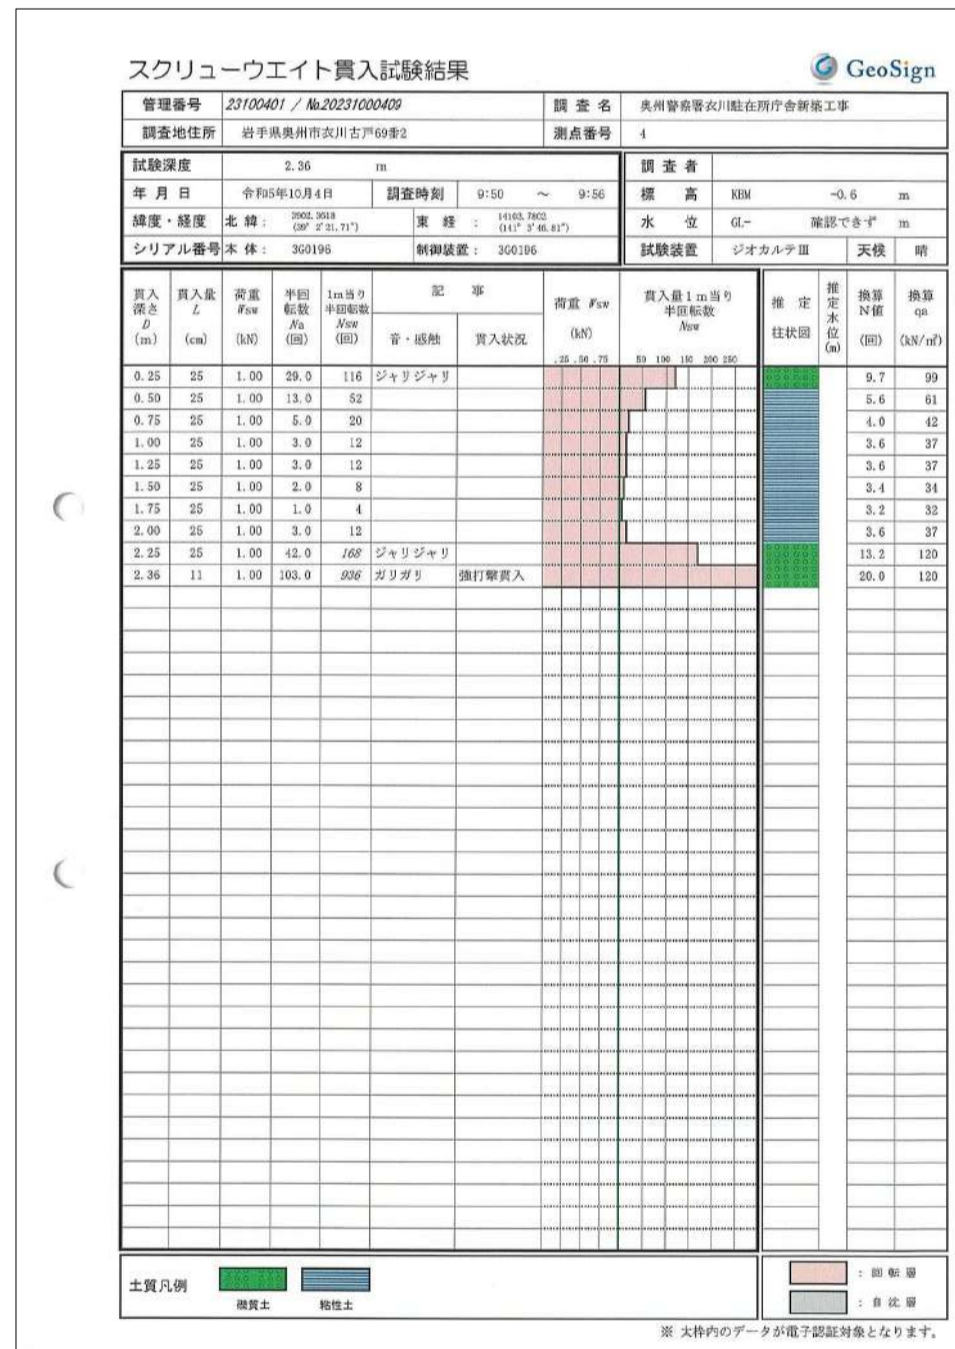 スクリューウエイト貫入試験結果
GeoSign
管理番号 23100401 / No.20231000409 調査名 奥州警察署衣川駐在所庁舎新築工事
調査地住所 岩手県奥州市衣川古戸69番2 測点番号 4
試験深度 2.36 m 調査者
年月日 令和5年10月4日 調査時刻 9:50 ～ 9:56 標高 KBM -0.6 m
緯度・経度 北緯: 3902.3618 (39° 2' 21.71") 東経: 14103.7802 (141° 3' 46.81") 水位 GL- 確認できず m
シリアル番号 本体: 3G0196 制御装置: 3G0196 試験装置 ジオカルテⅢ 天候 晴
貫入深さ D (m) 貫入量 L (cm) 荷重 Wsw (kN) 半回転数 Na (回) 1m当り半回転数 Nsw (回) 記事 音・感触 貫入状況 荷重 Wsw (kN) .25 .50 .75 貫入量1m当り半回転数 Nsw 50 100 150 200 250 推定柱状図 推定水位(m) 換算N値 (回) 換算qa (kN/㎡)
0.25 25 1.00 29.0 116 ジャリジャリ 9.7 99
0.50 25 1.00 13.0 52 5.6 61
0.75 25 1.00 5.0 20 4.0 42
1.00 25 1.00 3.0 12 3.6 37
1.25 25 1.00 3.0 12 3.6 37
1.50 25 1.00 2.0 8 3.4 34
1.75 25 1.00 1.0 4 3.2 32
2.00 25 1.00 3.0 12 3.6 37
2.25 25 1.00 42.0 168 ジャリジャリ 13.2 120
2.36 11 1.00 103.0 936 ガリガリ 強打撃貫入 20.0 120
土質凡例
礫質土 粘性土
: 回転層
: 自沈層
※ 太枠内のデータが電子認証対象となります。